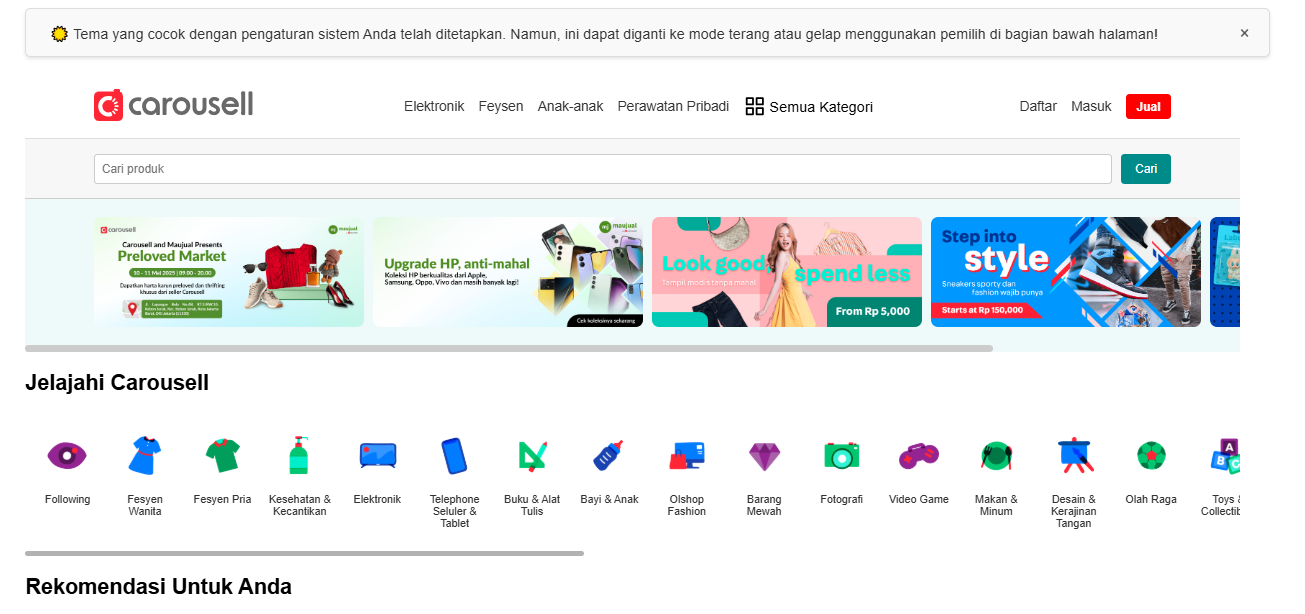 Tema yang cocok dengan pengaturan sistem Anda telah ditetapkan. Namun, ini dapat diganti ke mode terang atau gelap menggunakan pemilih di bagian bawah halaman! ×
carousell
Elektronik Feysen Anak-anak Perawatan Pribadi Semua Kategori Daftar Masuk Jual
Cari produk Cari
carousell maujual
Carousell and Maujual Presents
Preloved Market
10 - 11 Mei 2025 | 09.00 - 20.00
Dapatkan harta karun preloved dan thrifting
khusus dari seller Carousell
mj maujual
Upgrade HP, anti-mahal
Koleksi HP berkualitas dari Apple,
Samsung, Oppo, Vivo dan masih banyak lagi!
Cek koleksinya sekarang
Look good, spend less
Tampil modis tanpa mahal
From Rp 5,000
Step into
style
Sneakers sporty dan
fashion wajib punya
Starts at Rp 150,000
Jelajahi Carousell
Following
Fesyen
Wanita
Fesyen Pria
Kesehatan &
Kecantikan
Elektronik
Telephone
Seluler &
Tablet
Buku & Alat
Tulis
Bayi & Anak
Olshop
Fashion
Barang
Mewah
Fotografi
Video Game
Makan &
Minum
Desain &
Kerajinan
Tangan
Olah Raga
A
B C
Toys &
Collectib
Rekomendasi Untuk Anda